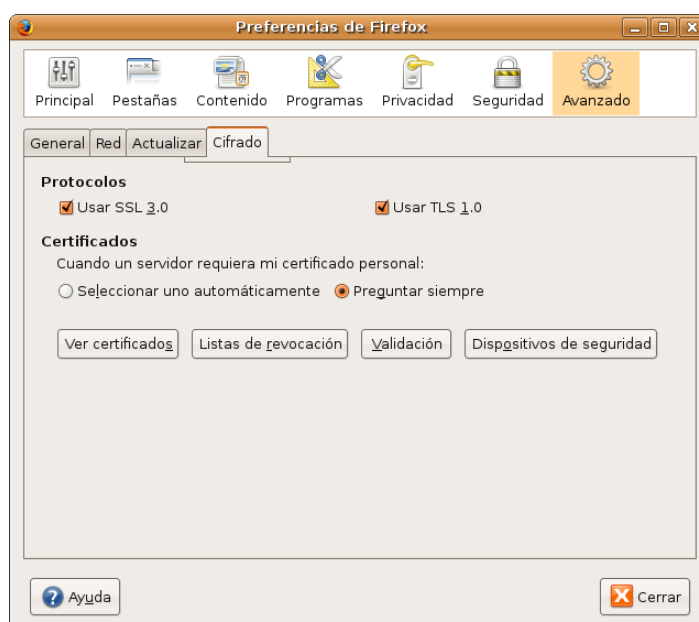 Preferencias de Firefox
Principal Pestañas Contenido Programas Privacidad Seguridad Avanzado
General Red Actualizar Cifrado
Protocolos
Usar SSL 3.0 Usar TLS 1.0
Certificados
Cuando un servidor requiera mi certificado personal:
Seleccionar uno automáticamente Preguntar siempre
Ver certificados Listas de revocación Validación Dispositivos de seguridad
Ayuda Cerrar